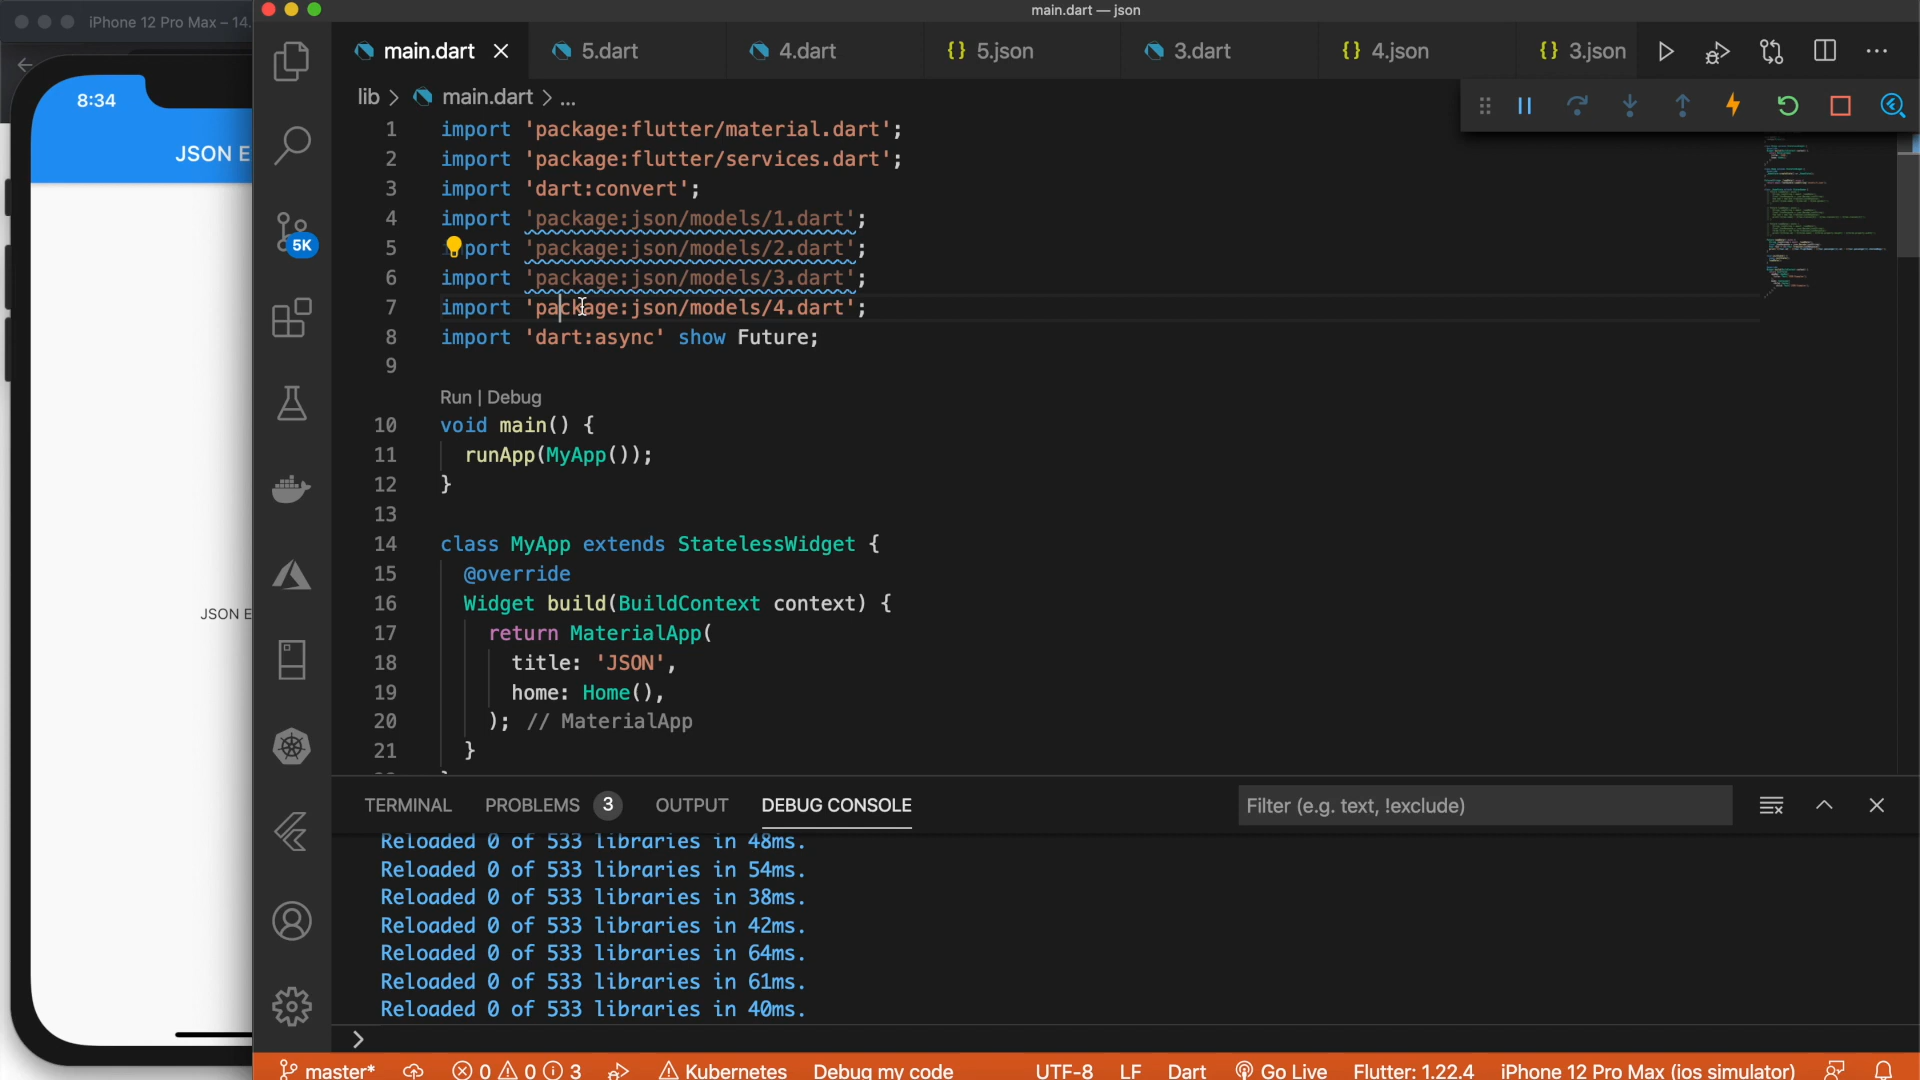 iPhone 12 Pro Max – 14.
main.dart — json
8:34
JSON E
JSON E
5K
main.dart
5.dart
4.dart
{} 5.json
3.dart
{} 4.json
{} 3.json
lib > main.dart > ...
1 import 'package:flutter/material.dart';
2 import 'package:flutter/services.dart';
3 import 'dart:convert';
4 import 'package:json/models/1.dart';
5 import 'package:json/models/2.dart';
6 import 'package:json/models/3.dart';
7 import 'package:json/models/4.dart';
8 import 'dart:async' show Future;
9
Run | Debug
10 void main() {
11 runApp(MyApp());
12 }
13
14 class MyApp extends StatelessWidget {
15 @override
16 Widget build(BuildContext context) {
17 return MaterialApp(
18 title: 'JSON',
19 home: Home(),
20 ); // MaterialApp
21 }
TERMINAL PROBLEMS 3 OUTPUT DEBUG CONSOLE
Filter (e.g. text, !exclude)
Reloaded 0 of 533 libraries in 48ms.
Reloaded 0 of 533 libraries in 54ms.
Reloaded 0 of 533 libraries in 38ms.
Reloaded 0 of 533 libraries in 42ms.
Reloaded 0 of 533 libraries in 64ms.
Reloaded 0 of 533 libraries in 61ms.
Reloaded 0 of 533 libraries in 40ms.
>
master* 0 0 3 Kubernetes Debug my code UTF-8 LF Dart Go Live Flutter: 1.22.4 iPhone 12 Pro Max (ios simulator)